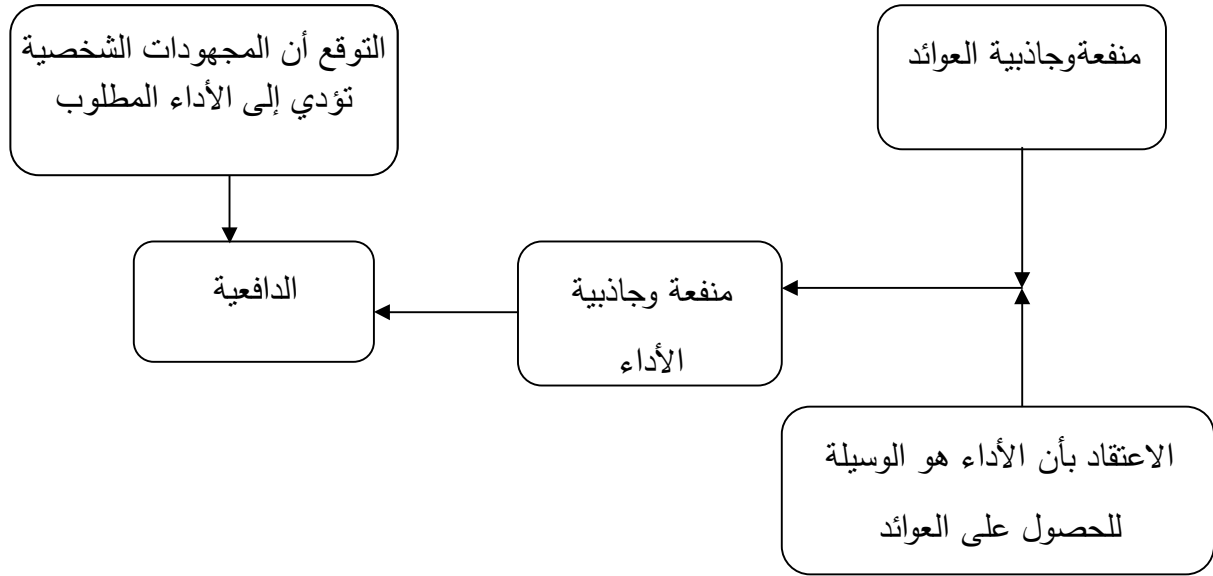 منفعةوجاذبية العوائد
التوقع أن المجهودات الشخصية
تؤدي إلى الأداء المطلوب
منفعة وجاذبية
الأداء
الدافعية
الاعتقاد بأن الأداء هو الوسيلة
للحصول على العوائد